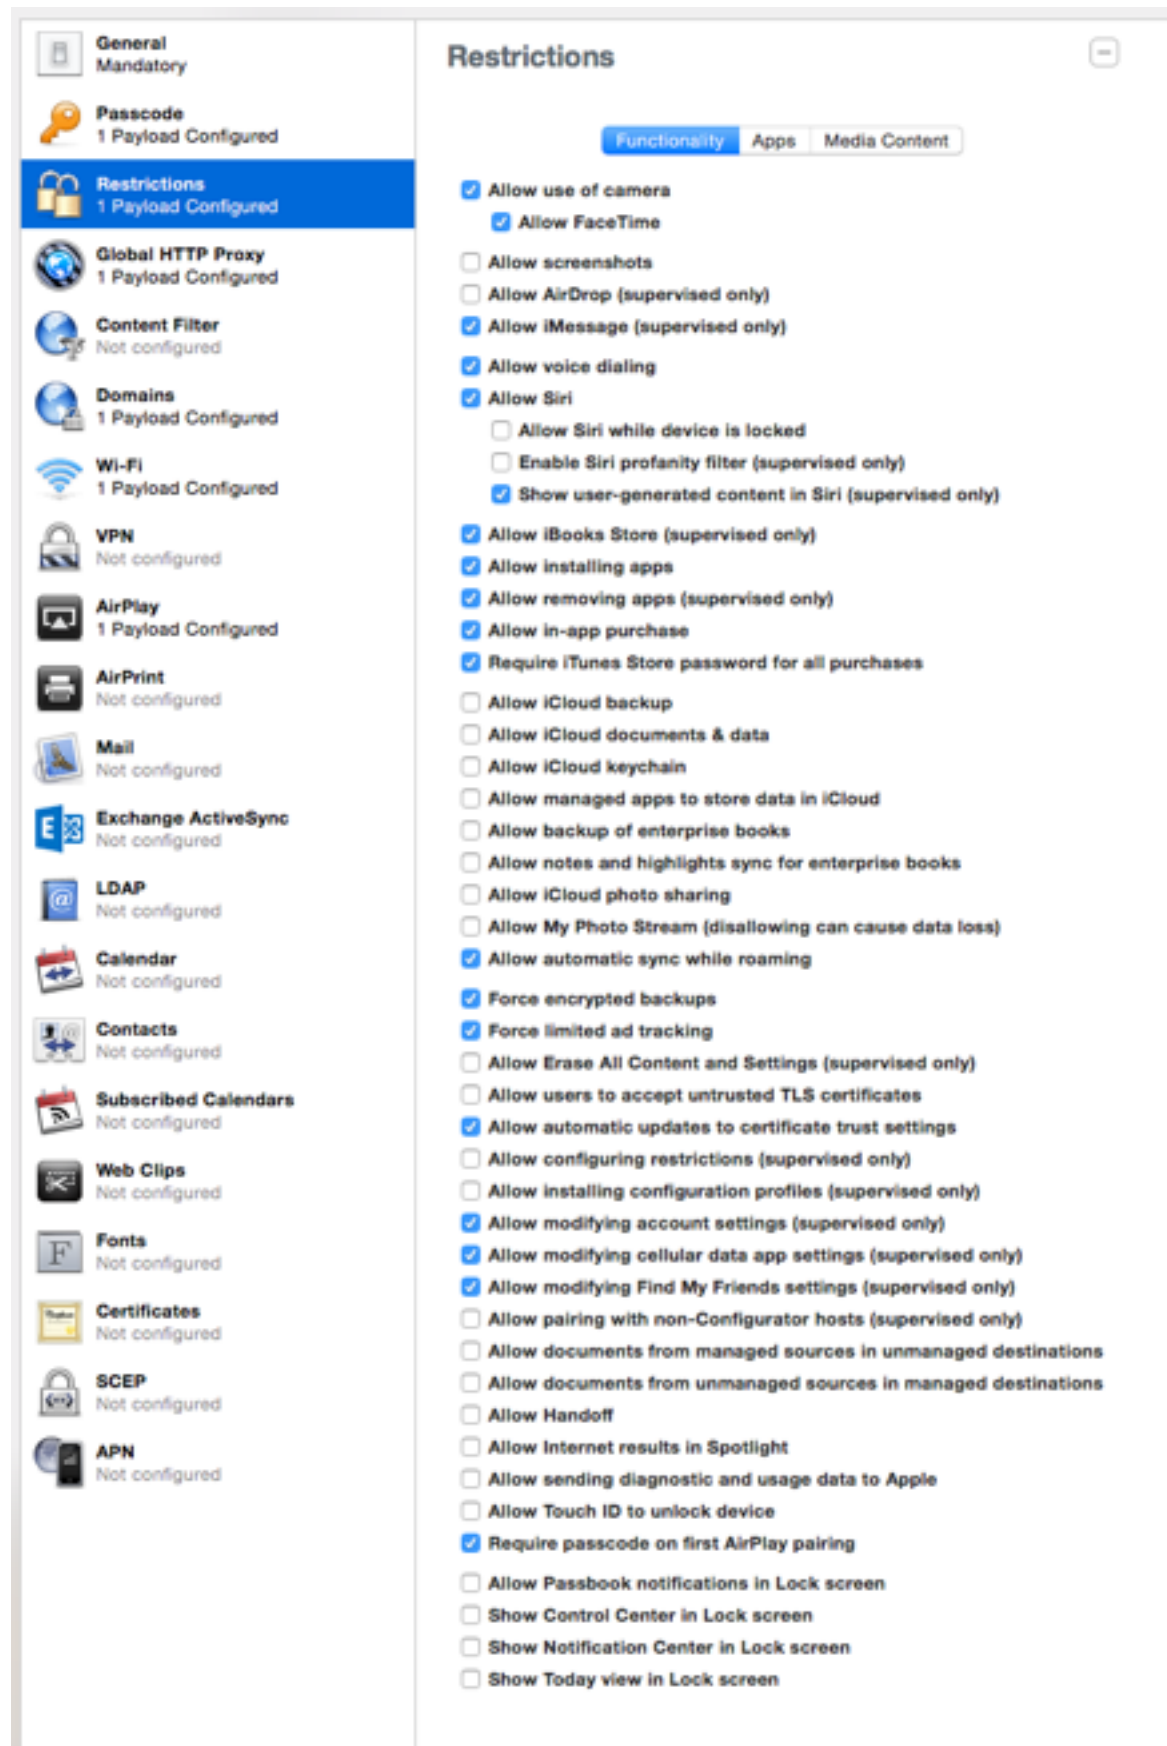 General
Mandatory
Passcode
1 Payload Configured
Restrictions
1 Payload Configured
Global HTTP Proxy
1 Payload Configured
Content Filter
Not configured
Domains
1 Payload Configured
Wi-Fi
1 Payload Configured
VPN
Not configured
AirPlay
1 Payload Configured
AirPrint
Not configured
Mail
Not configured
Exchange ActiveSync
Not configured
LDAP
Not configured
Calendar
Not configured
Contacts
Not configured
Subscribed Calendars
Not configured
Web Clips
Not configured
Fonts
Not configured
Certificates
Not configured
SCEP
Not configured
APN
Not configured
Restrictions
Functionality Apps Media Content
Allow use of camera
Allow FaceTime
Allow screenshots
Allow AirDrop (supervised only)
Allow iMessage (supervised only)
Allow voice dialing
Allow Siri
Allow Siri while device is locked
Enable Siri profanity filter (supervised only)
Show user-generated content in Siri (supervised only)
Allow iBooks Store (supervised only)
Allow installing apps
Allow removing apps (supervised only)
Allow in-app purchase
Require iTunes Store password for all purchases
Allow iCloud backup
Allow iCloud documents & data
Allow iCloud keychain
Allow managed apps to store data in iCloud
Allow backup of enterprise books
Allow notes and highlights sync for enterprise books
Allow iCloud photo sharing
Allow My Photo Stream (disallowing can cause data loss)
Allow automatic sync while roaming
Force encrypted backups
Force limited ad tracking
Allow Erase All Content and Settings (supervised only)
Allow users to accept untrusted TLS certificates
Allow automatic updates to certificate trust settings
Allow configuring restrictions (supervised only)
Allow installing configuration profiles (supervised only)
Allow modifying account settings (supervised only)
Allow modifying cellular data app settings (supervised only)
Allow modifying Find My Friends settings (supervised only)
Allow pairing with non-Configurator hosts (supervised only)
Allow documents from managed sources in unmanaged destinations
Allow documents from unmanaged sources in managed destinations
Allow Handoff
Allow Internet results in Spotlight
Allow sending diagnostic and usage data to Apple
Allow Touch ID to unlock device
Require passcode on first AirPlay pairing
Allow Passbook notifications in Lock screen
Show Control Center in Lock screen
Show Notification Center in Lock screen
Show Today view in Lock screen